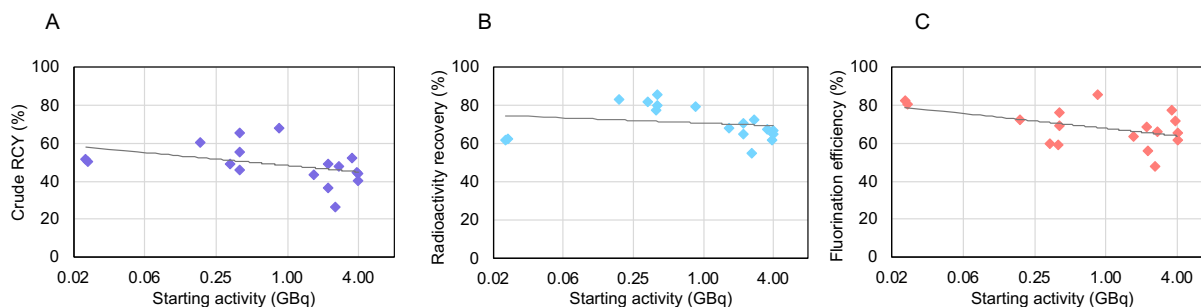 A
B
C
Crude RCY (%)
100
80
60
40
20
0
0.02 0.06 0.25 1.00 4.00
Starting activity (GBq)
Radioactivity recovery (%)
100
80
60
40
20
0
0.02 0.06 0.25 1.00 4.00
Starting activity (GBq)
Fluorination efficiency (%)
100
80
60
40
20
0
0.02 0.06 0.25 1.00 4.00
Starting activity (GBq)